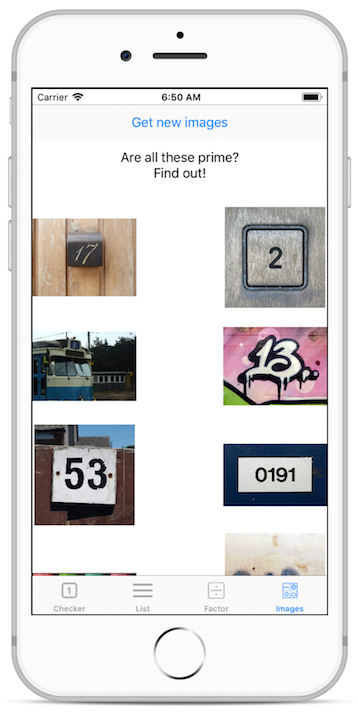 Carrier 6:50 AM
Get new images
Are all these prime?
Find out!
17
2
13
53
0191
1
Checker List Factor Images